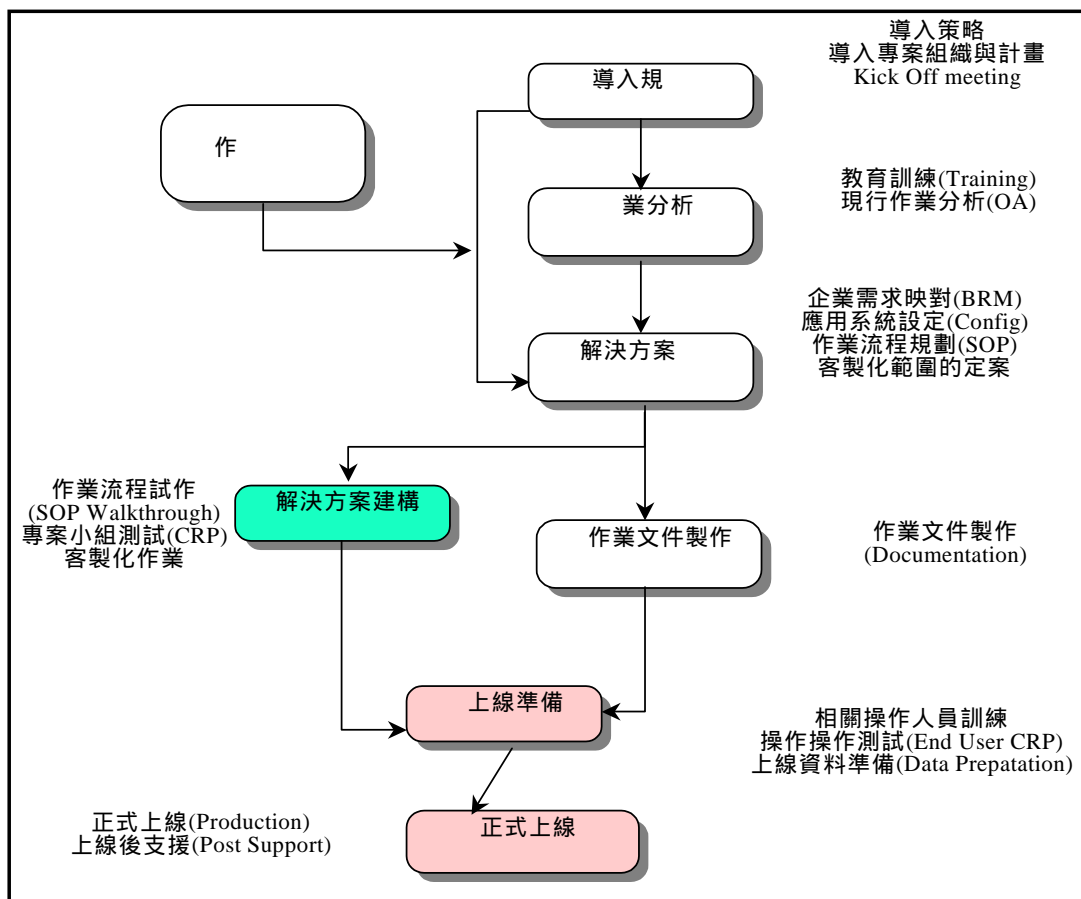 導入策略
導入專案組織與計畫
Kick Off meeting
導入規
作
教育訓練(Training)
現行作業分析(OA)
業分析
企業需求映對(BRM)
應用系統設定(Config)
作業流程規劃(SOP)
客製化範圍的定案
解決方案
作業流程試作
(SOP Walkthrough)
專案小組測試(CRP)
客製化作業
解決方案建構
作業文件製作
作業文件製作
(Documentation)
上線準備
相關操作人員訓練
操作操作測試(End User CRP)
上線資料準備(Data Prepatation)
正式上線(Production)
上線後支援(Post Support)
正式上線